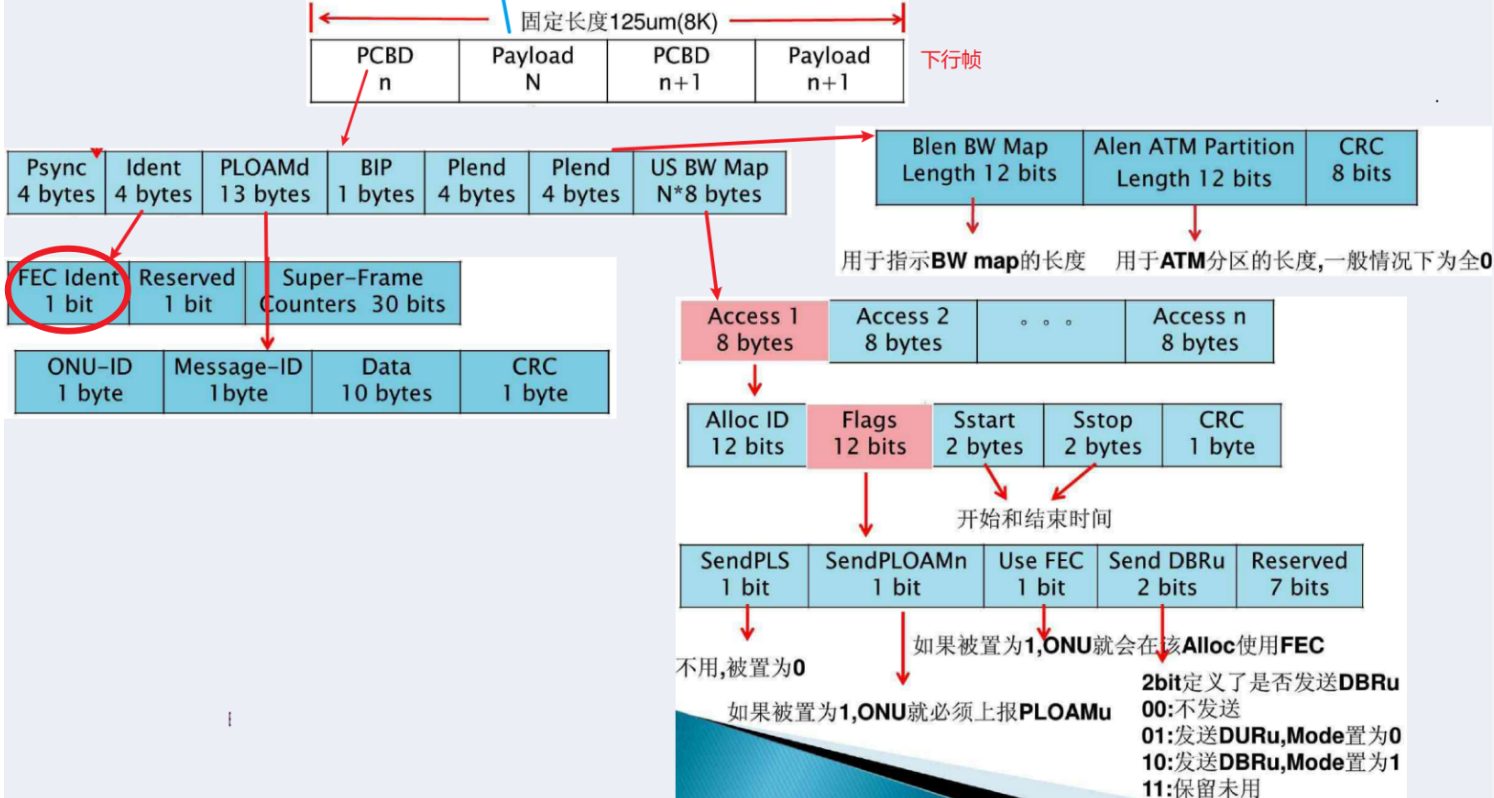 固定长度125um(8K)
PCBD Payload PCBD Payload
n N n+1 n+1
下行帧
Psync Ident PLOAMd BIP Plend Plend US BW Map
4 bytes 4 bytes 13 bytes 1 bytes 4 bytes 4 bytes N*8 bytes
Blen BW Map Alen ATM Partition CRC
Length 12 bits Length 12 bits 8 bits
用于指示BW map的长度 用于ATM分区的长度,一般情况下为全0
FEC Ident Reserved Super-Frame
1 bit 1 bit Counters 30 bits
ONU-ID Message-ID Data CRC
1 byte 1byte 10 bytes 1 byte
Access 1 Access 2 。。。 Access n
8 bytes 8 bytes 8 bytes
Alloc ID Flags Sstart Sstop CRC
12 bits 12 bits 2 bytes 2 bytes 1 byte
开始和结束时间
SendPLS SendPLOAMn Use FEC Send DBRu Reserved
1 bit 1 bit 1 bit 2 bits 7 bits
如果被置为1,ONU就会在该Alloc使用FEC
不用,被置为0
如果被置为1,ONU就必须上报PLOAMu
2bit定义了是否发送DBRu
00:不发送
01:发送DURu,Mode置为0
10:发送DBRu,Mode置为1
11:保留未用